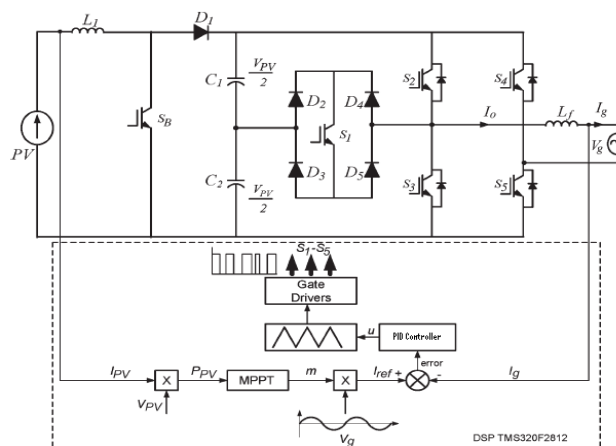 L1
D1
C1
VPV
2
D2
D4
S2
S4
SB
S1
Io
Lf
Ig
PV
Vg
D3
D5
S3
S5
C2
VPV
2
S1-S5
Gate
Drivers
u
PID Controller
error
IPV
X
PPV
MPPT
m
X
Iref
+
-
Ig
VPV
Vg
DSP TMS320F2812